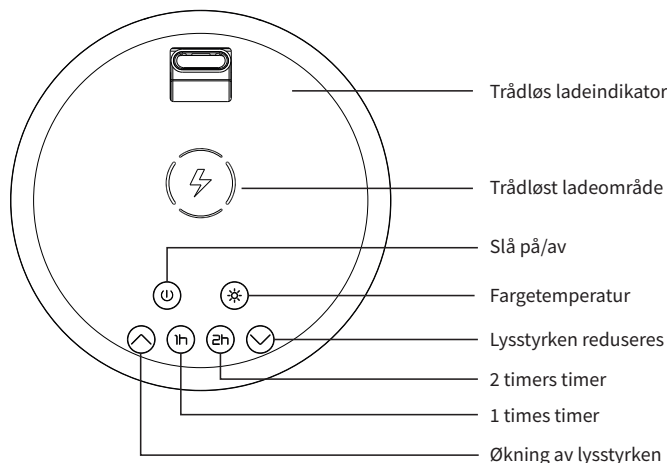 Trådløs ladeindikator
Trådløst ladeområde
Slå på/av
Fargetemperatur
1h 2h
Lysstyrken reduseres
2 timers timer
1 times timer
Økning av lysstyrken